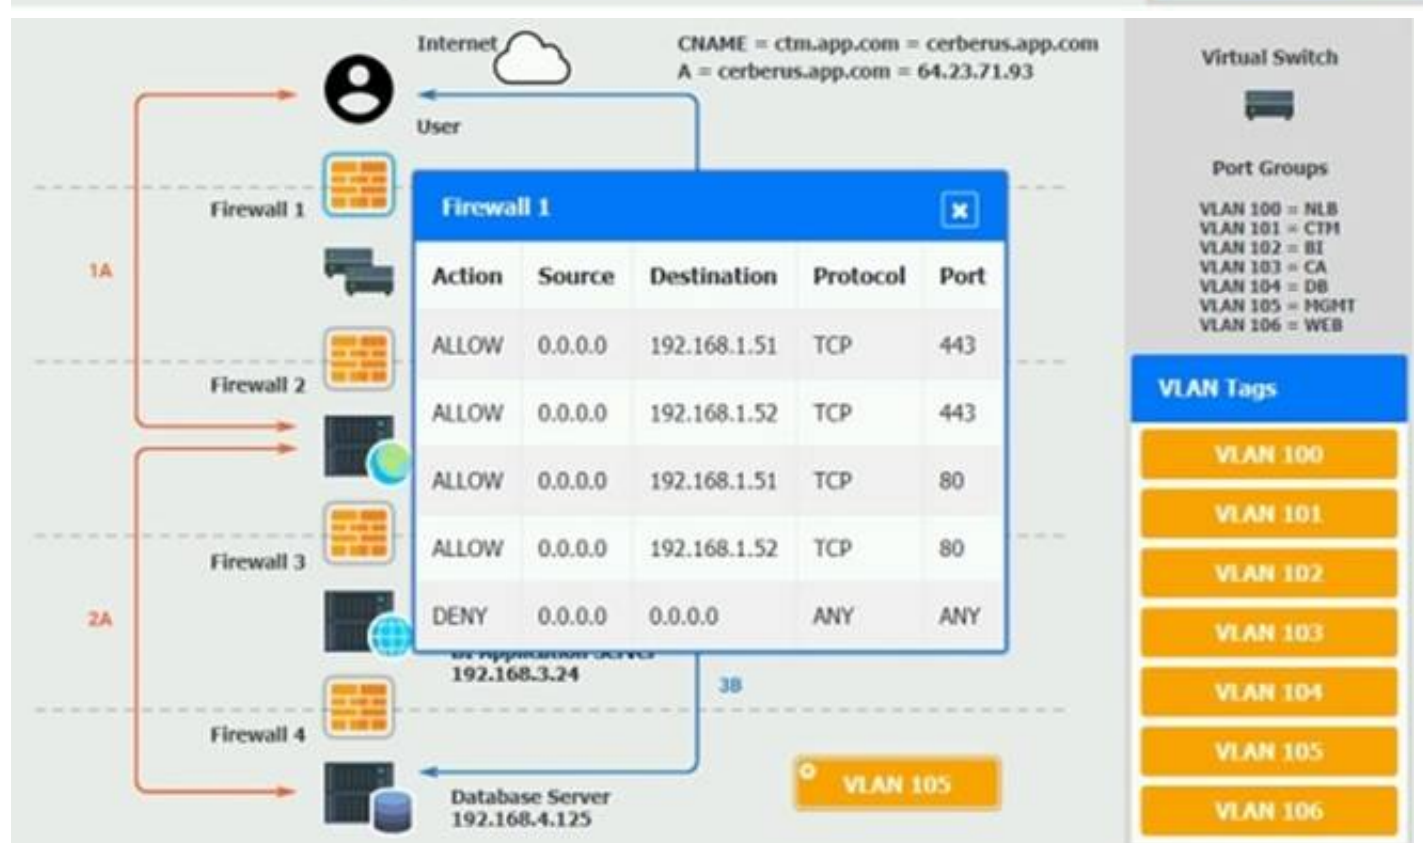 Internet
CNAME = ctm.app.com = cerberus.app.com
A = cerberus.app.com = 64.23.71.93
User
Firewall 1
1A
Firewall 2
Firewall 3
2A
Firewall 4
Firewall 1
Action Source Destination Protocol Port
ALLOW 0.0.0.0 192.168.1.51 TCP 443
ALLOW 0.0.0.0 192.168.1.52 TCP 443
ALLOW 0.0.0.0 192.168.1.51 TCP 80
ALLOW 0.0.0.0 192.168.1.52 TCP 80
DENY 0.0.0.0 0.0.0.0 ANY ANY
BI Application Server
192.168.3.24
3B
Database Server
192.168.4.125
VLAN 105
Virtual Switch
Port Groups
VLAN 100 = NLB
VLAN 101 = CTM
VLAN 102 = BI
VLAN 103 = CA
VLAN 104 = DB
VLAN 105 = MGMT
VLAN 106 = WEB
VLAN Tags
VLAN 100
VLAN 101
VLAN 102
VLAN 103
VLAN 104
VLAN 105
VLAN 106